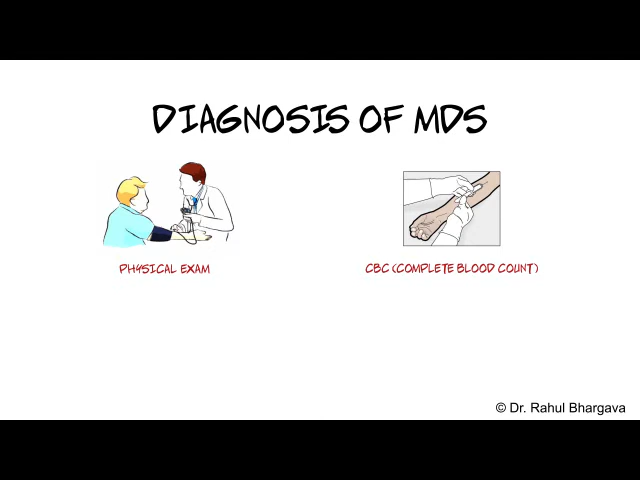 DIAGNOSIS OF MDS
PHYSICAL EXAM
CBC (COMPLETE BLOOD COUNT)
© Dr. Rahul Bhargava